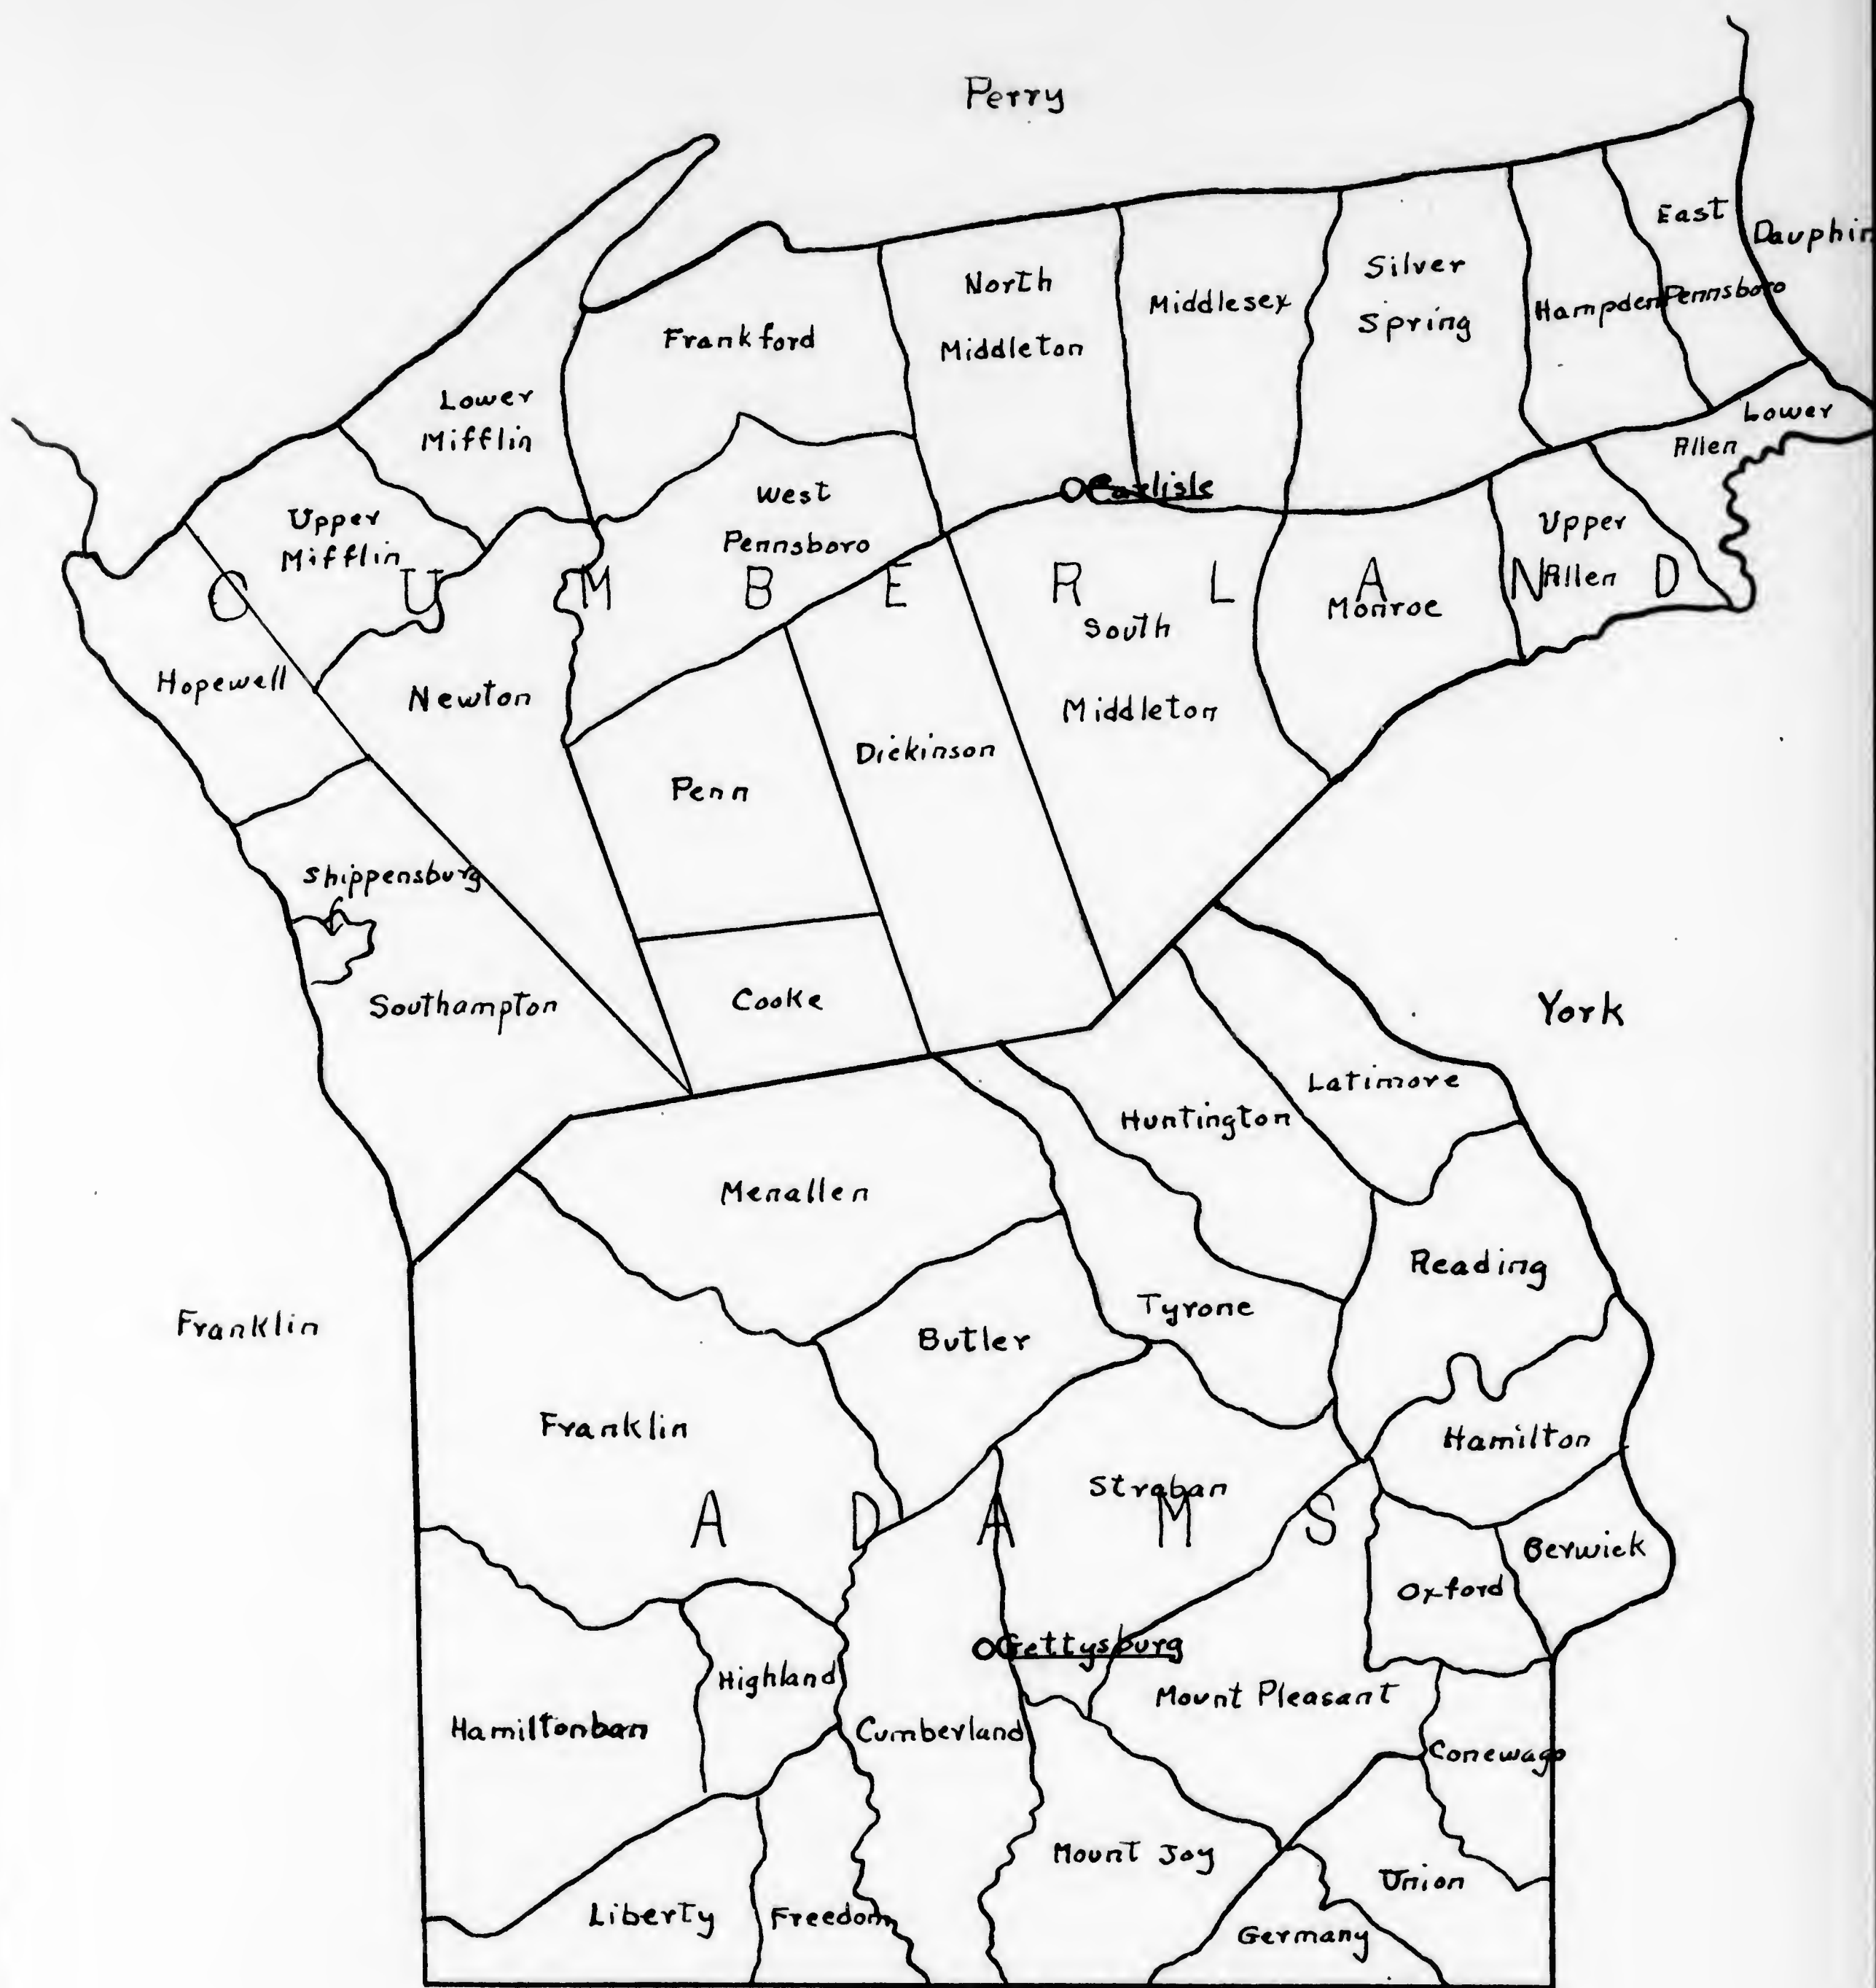 Perry
East
Dauphin
Silver
North
Middlesex
Hampden
Pennsboro
Spring
Frankford
Middleton
Lower
Mifflin
Lower
Allen
West
Carlisle
Upper
Mifflin
Pennsboro
Upper
Allen
C U M B E R L A N D
Monroe
South
Hopewell
Newton
Middleton
Dickinson
Penn
Shippensburg
Southampton
Cooke
York
Latimore
Huntington
Menallen
Reading
Tyrone
Franklin
Butler
Franklin
Hamilton
Straban
A D A M S
Berwick
Oxford
Gettysburg
Highland
Mount Pleasant
Hamiltonban
Cumberland
Conewago
Mount Joy
Union
Liberty
Freedom
Germany